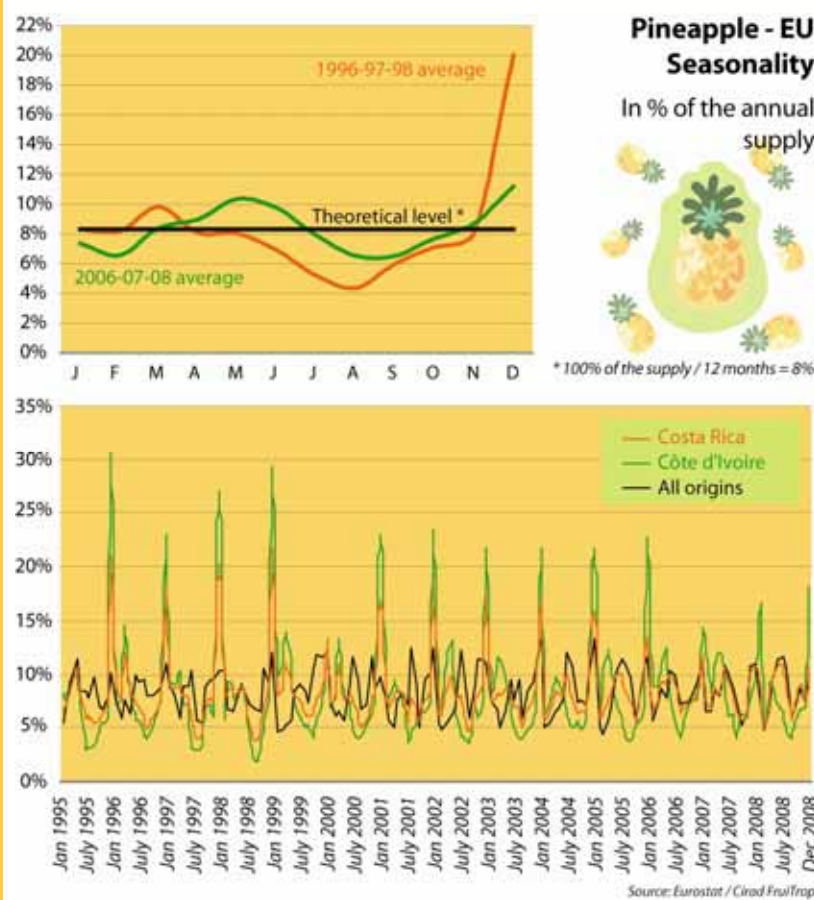 Pineapple - EU
Seasonality
In % of the annual
supply
22%
20%
18%
16%
14%
12%
10%
8%
6%
4%
2%
0%
1996-97-98 average
Theoretical level *
2006-07-08 average
J F M A M J J A S O N D
* 100% of the supply / 12 months = 8%
35%
30%
25%
20%
15%
10%
5%
0%
Costa Rica
Côte d'Ivoire
All origins
Jan 1995
July 1995
Jan 1996
July 1996
Jan 1997
July 1997
Jan 1998
July 1998
Jan 1999
July 1999
Jan 2000
July 2000
Jan 2001
July 2001
Jan 2002
July 2002
Jan 2003
July 2003
Jan 2004
July 2004
Jan 2005
July 2005
Jan 2006
July 2006
Jan 2007
July 2007
Jan 2008
July 2008
Dec 2008
Source: Eurostat / Cirad FruiTrop